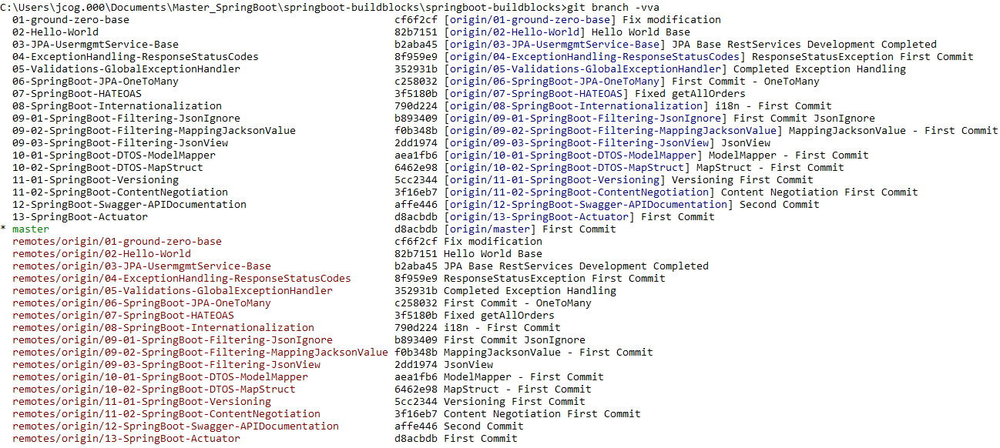 C:\Users\jcog.000\Documents\Master_SpringBoot\springboot-buildblocks\springboot-buildblocks>git branch -vva
  01-ground-zero-base                           cf6f2cf [origin/01-ground-zero-base] Fix modification
  02-Hello-World                                82b7151 [origin/02-Hello-World] Hello World Base
  03-JPA-UsermgmtService-Base                   b2aba45 [origin/03-JPA-UsermgmtService-Base] JPA Base RestServices Development Completed
  04-ExceptionHandling-ResponseStatusCodes      8f959e9 [origin/04-ExceptionHandling-ResponseStatusCodes] ResponseStatusException First Commit
  05-Validations-GlobalExceptionHandler         352931b [origin/05-Validations-GlobalExceptionHandler] Completed Exception Handling
  06-SpringBoot-JPA-OneToMany                   c258032 [origin/06-SpringBoot-JPA-OneToMany] First Commit - OneToMany
  07-SpringBoot-HATEOAS                         3f5180b [origin/07-SpringBoot-HATEOAS] Fixed getAllOrders
  08-SpringBoot-Internationalization            790d224 [origin/08-SpringBoot-Internationalization] i18n - First Commit
  09-01-SpringBoot-Filtering-JsonIgnore         b893409 [origin/09-01-SpringBoot-Filtering-JsonIgnore] First Commit JsonIgnore
  09-02-SpringBoot-Filtering-MappingJacksonValue                f0b348b [origin/09-02-SpringBoot-Filtering-MappingJacksonValue] MappingJacksonValue - First Commit
  09-03-SpringBoot-Filtering-JsonView           2dd1974 [origin/09-03-SpringBoot-Filtering-JsonView] JsonView
  10-01-SpringBoot-DTOS-ModelMapper             aea1fb6 [origin/10-01-SpringBoot-DTOS-ModelMapper] ModelMapper - First Commit
  10-02-SpringBoot-DTOS-MapStruct               6462e98 [origin/10-02-SpringBoot-DTOS-MapStruct] MapStruct - First Commit
  11-01-SpringBoot-Versioning                   5cc2344 [origin/11-01-SpringBoot-Versioning] Versioning First Commit
  11-02-SpringBoot-ContentNegotiation           3f16eb7 [origin/11-02-SpringBoot-ContentNegotiation] Content Negotiation First Commit
  12-SpringBoot-Swagger-APIDocumentation        affe446 [origin/12-SpringBoot-Swagger-APIDocumentation] Second Commit
  13-SpringBoot-Actuator                        d8acbdb [origin/13-SpringBoot-Actuator] First Commit
* master                                        d8acbdb [origin/master] First Commit
  remotes/origin/01-ground-zero-base            cf6f2cf Fix modification
  remotes/origin/02-Hello-World                 82b7151 Hello World Base
  remotes/origin/03-JPA-UsermgmtService-Base    b2aba45 JPA Base RestServices Development Completed
  remotes/origin/04-ExceptionHandling-ResponseStatusCodes       8f959e9 ResponseStatusException First Commit
  remotes/origin/05-Validations-GlobalExceptionHandler          352931b Completed Exception Handling
  remotes/origin/06-SpringBoot-JPA-OneToMany    c258032 First Commit - OneToMany
  remotes/origin/07-SpringBoot-HATEOAS          3f5180b Fixed getAllOrders
  remotes/origin/08-SpringBoot-Internationalization             790d224 i18n - First Commit
  remotes/origin/09-01-SpringBoot-Filtering-JsonIgnore          b893409 First Commit JsonIgnore
  remotes/origin/09-02-SpringBoot-Filtering-MappingJacksonValue f0b348b MappingJacksonValue - First Commit
  remotes/origin/09-03-SpringBoot-Filtering-JsonView            2dd1974 JsonView
  remotes/origin/10-01-SpringBoot-DTOS-ModelMapper              aea1fb6 ModelMapper - First Commit
  remotes/origin/10-02-SpringBoot-DTOS-MapStruct                6462e98 MapStruct - First Commit
  remotes/origin/11-01-SpringBoot-Versioning    5cc2344 Versioning First Commit
  remotes/origin/11-02-SpringBoot-ContentNegotiation            3f16eb7 Content Negotiation First Commit
  remotes/origin/12-SpringBoot-Swagger-APIDocumentation         affe446 Second Commit
  remotes/origin/13-SpringBoot-Actuator         d8acbdb First Commit